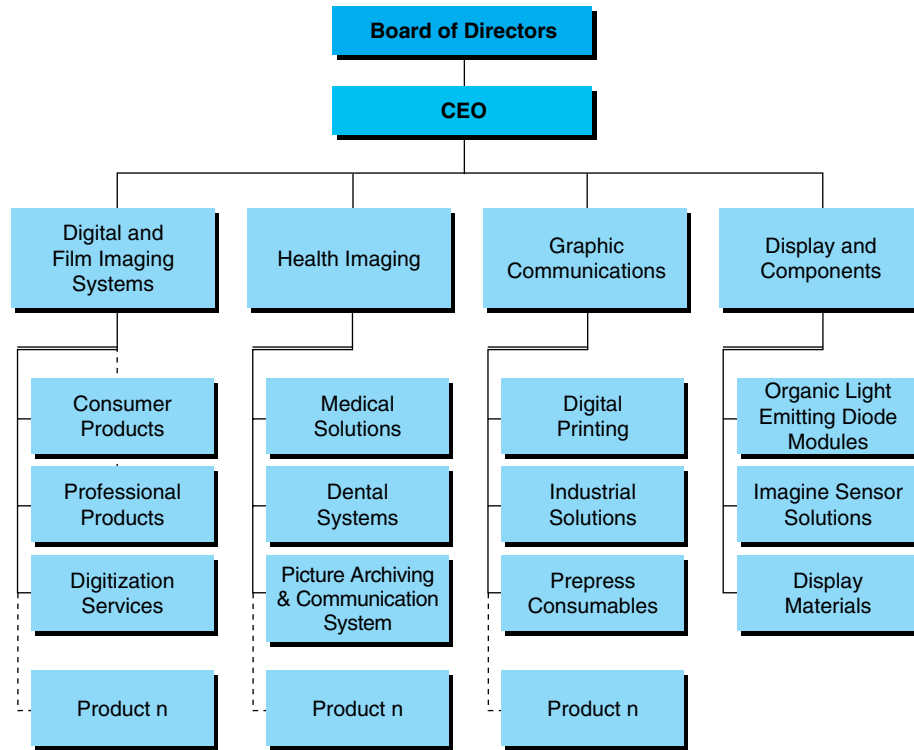 Board of Directors
CEO
Digital and
Film Imaging
Systems
Health Imaging
Graphic
Communications
Display and
Components
Consumer
Products
Medical
Solutions
Digital
Printing
Organic Light
Emitting Diode
Modules
Professional
Products
Dental
Systems
Industrial
Solutions
Imagine Sensor
Solutions
Digitization
Services
Picture Archiving
& Communication
System
Prepress
Consumables
Display
Materials
Product n
Product n
Product n